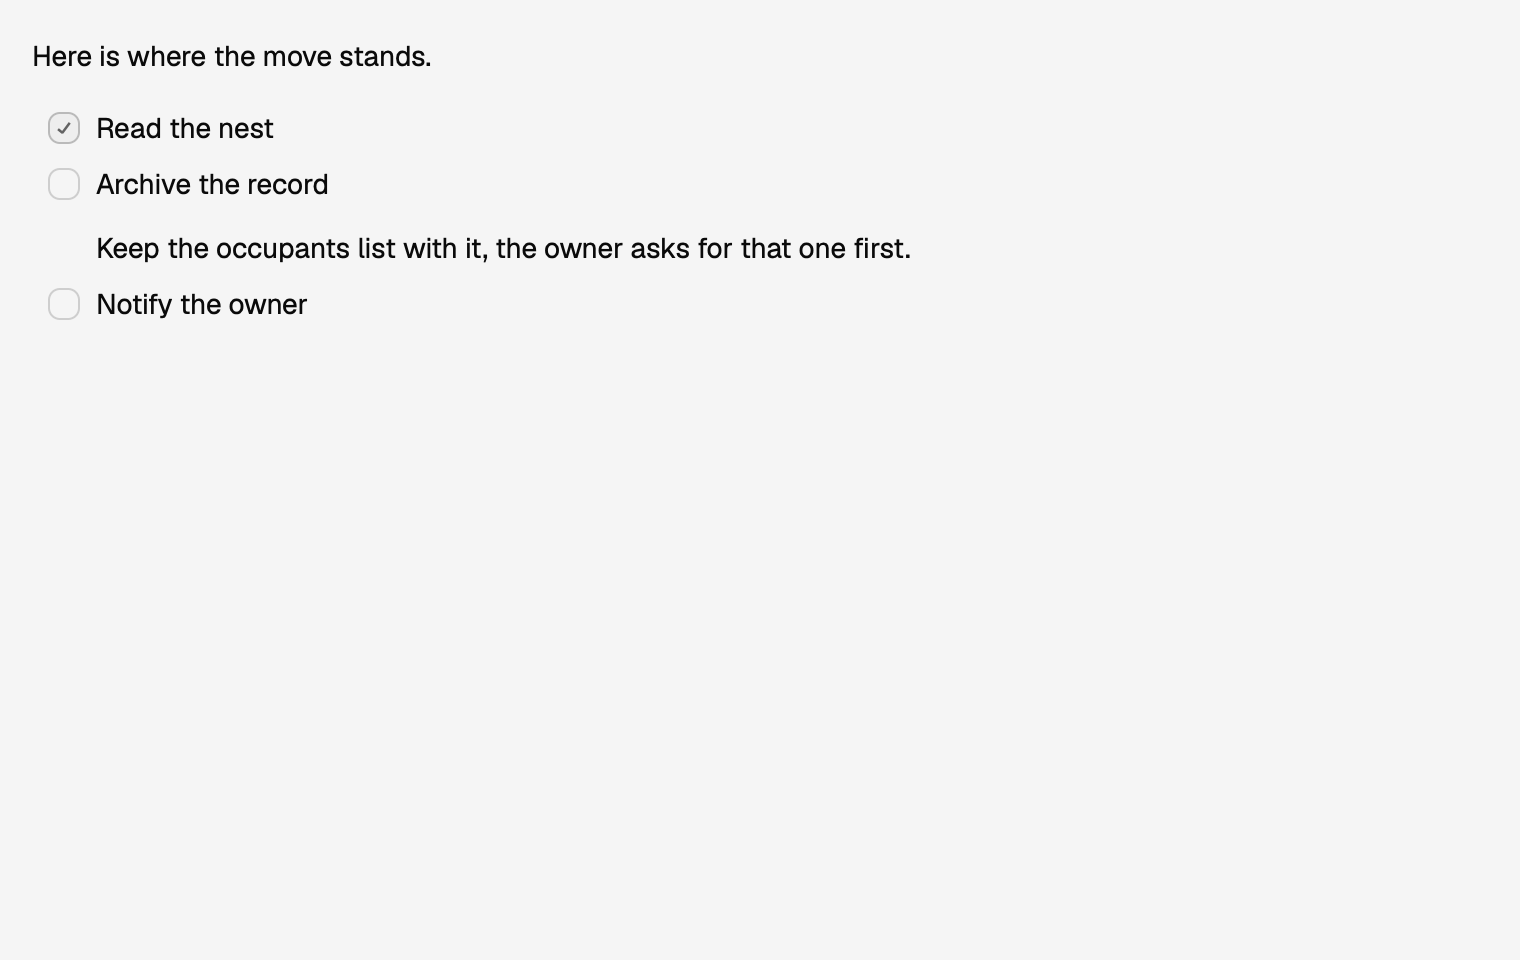 Here is where the move stands.
Read the nest
Archive the record
Keep the occupants list with it, the owner asks for that one first.
Notify the owner